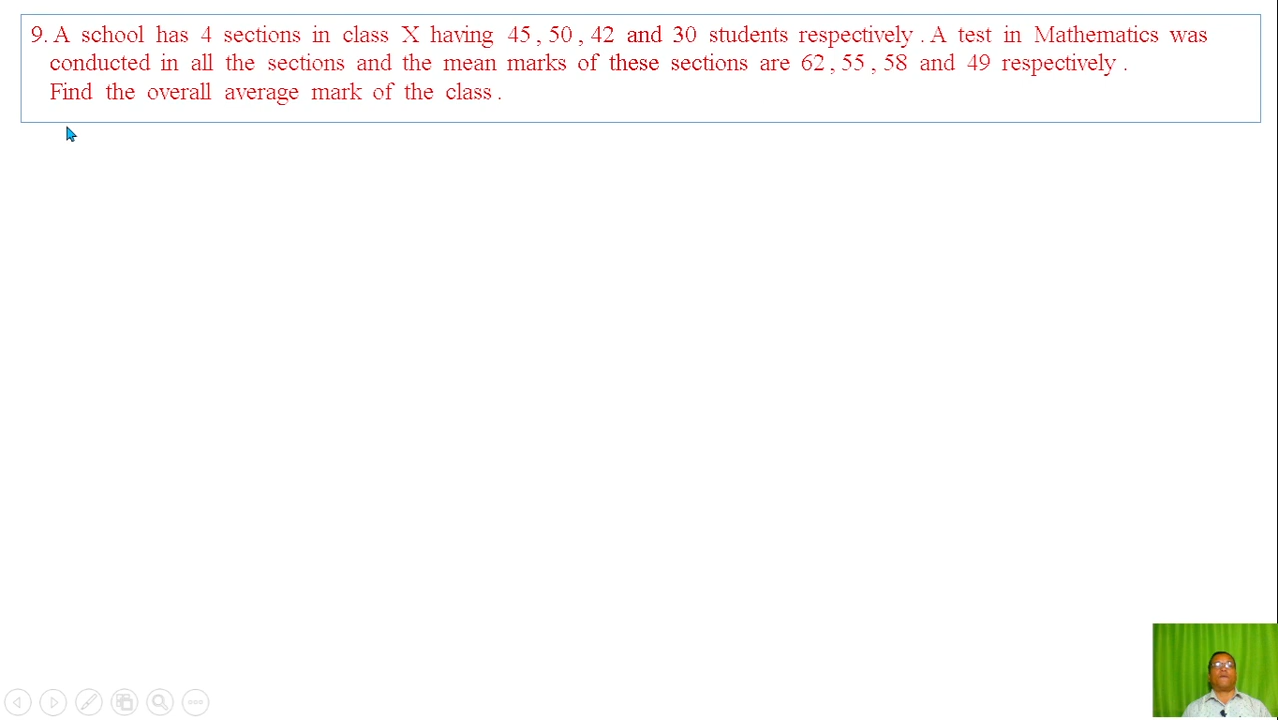 9. A school has 4 sections in class X having 45 , 50 , 42 and 30 students respectively . A test in Mathematics was
conducted in all the sections and the mean marks of these sections are 62 , 55 , 58 and 49 respectively .
Find the overall average mark of the class .